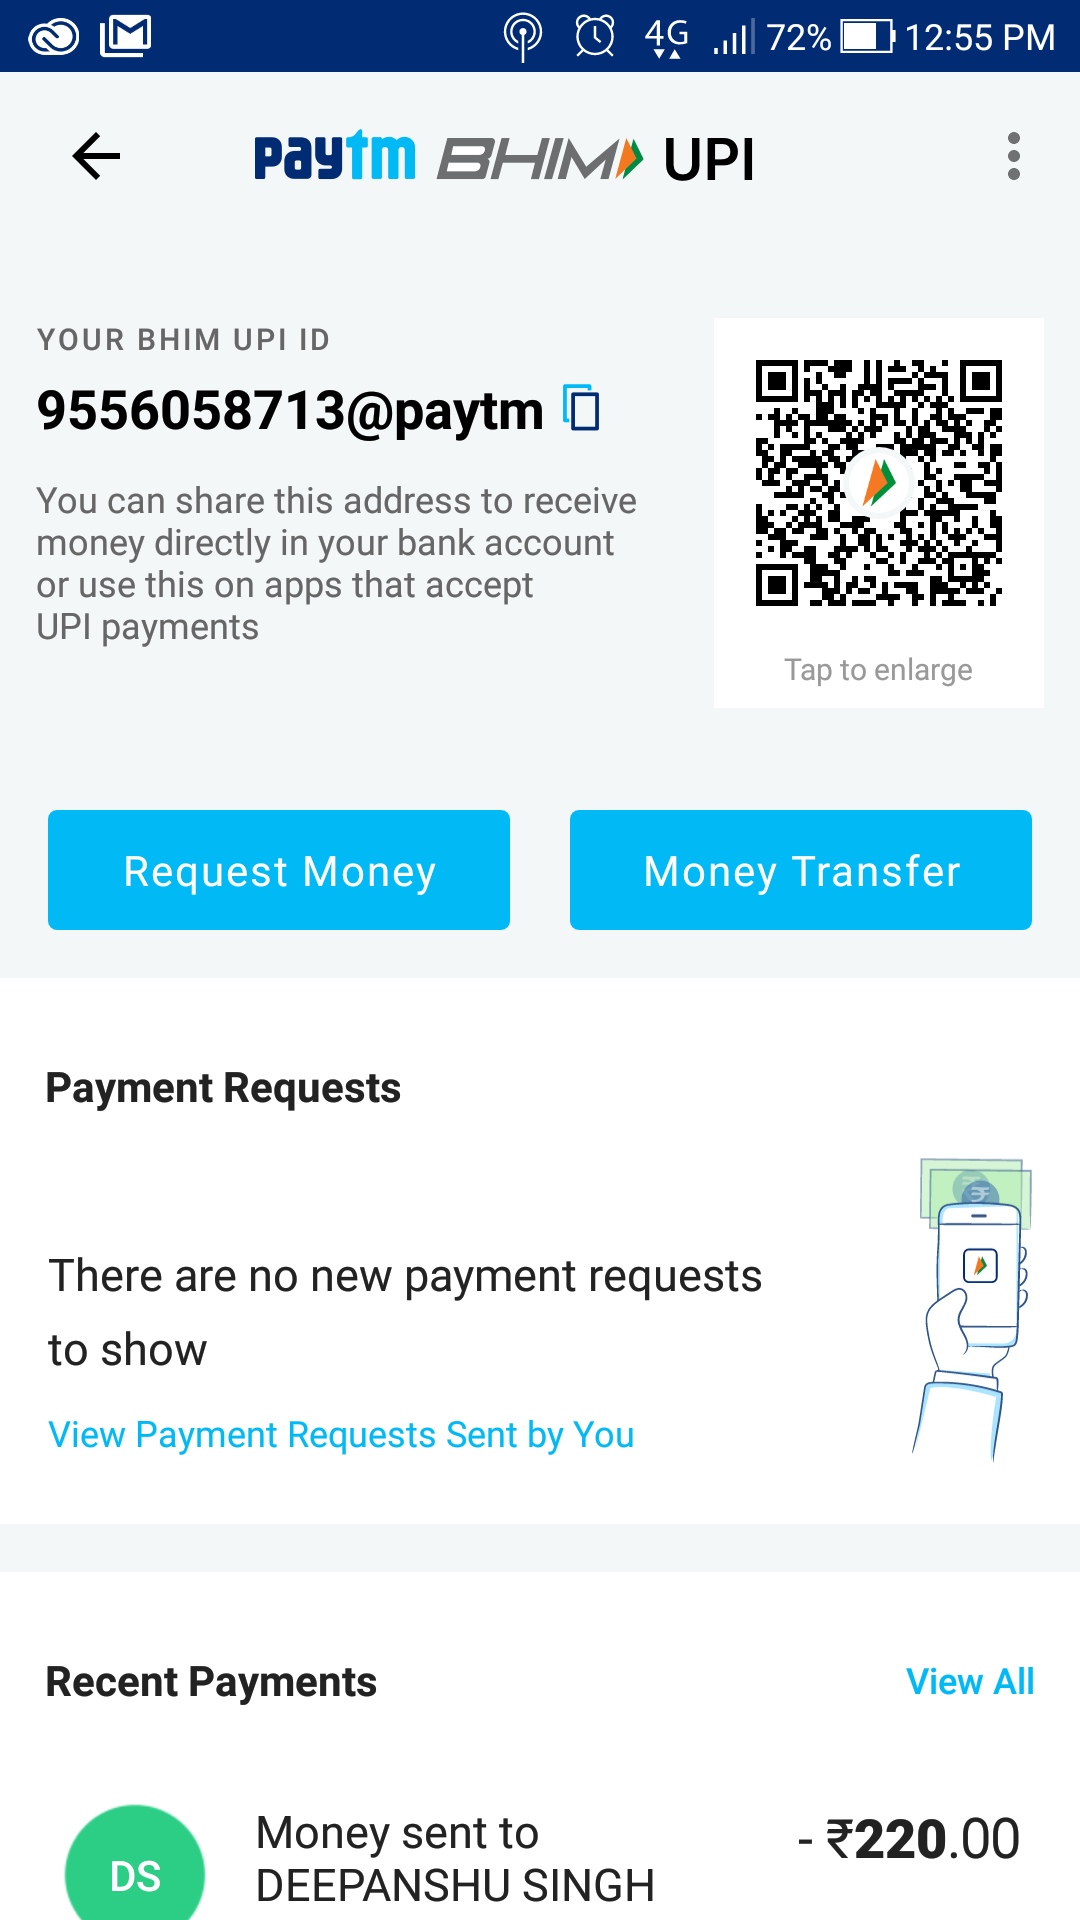 4G 72% 12:55 PM
paytm BHIM UPI
YOUR BHIM UPI ID
9556058713@paytm
You can share this address to receive
money directly in your bank account
or use this on apps that accept
UPI payments
Tap to enlarge
Request Money
Money Transfer
Payment Requests
There are no new payment requests
to show
View Payment Requests Sent by You
Recent Payments
View All
DS
Money sent to
DEEPANSHU SINGH
- ₹220.00